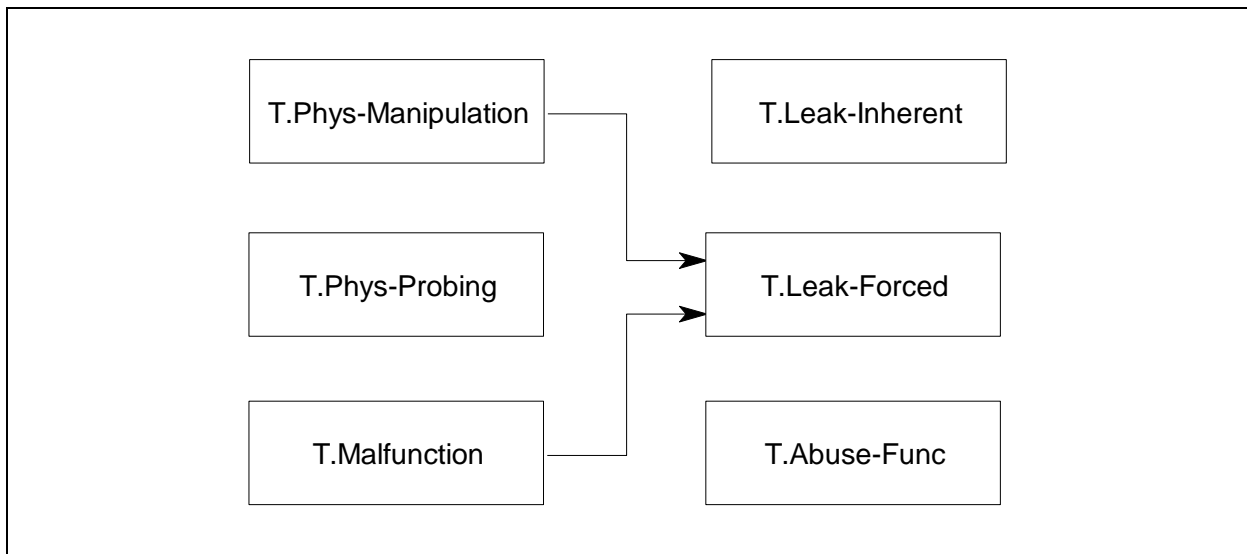 T.Phys-Manipulation
T.Leak-Inherent
T.Phys-Probing
T.Leak-Forced
T.Malfunction
T.Abuse-Func